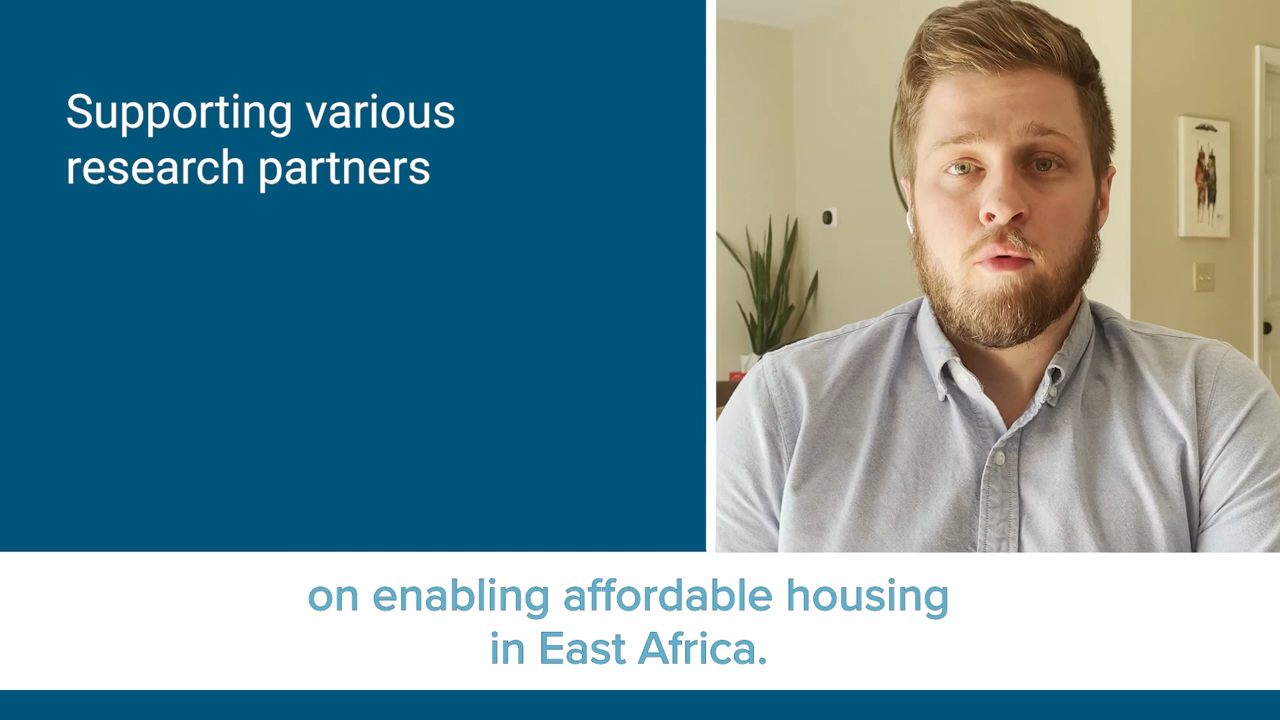 Supporting various
research partners
on enabling affordable housing
in East Africa.